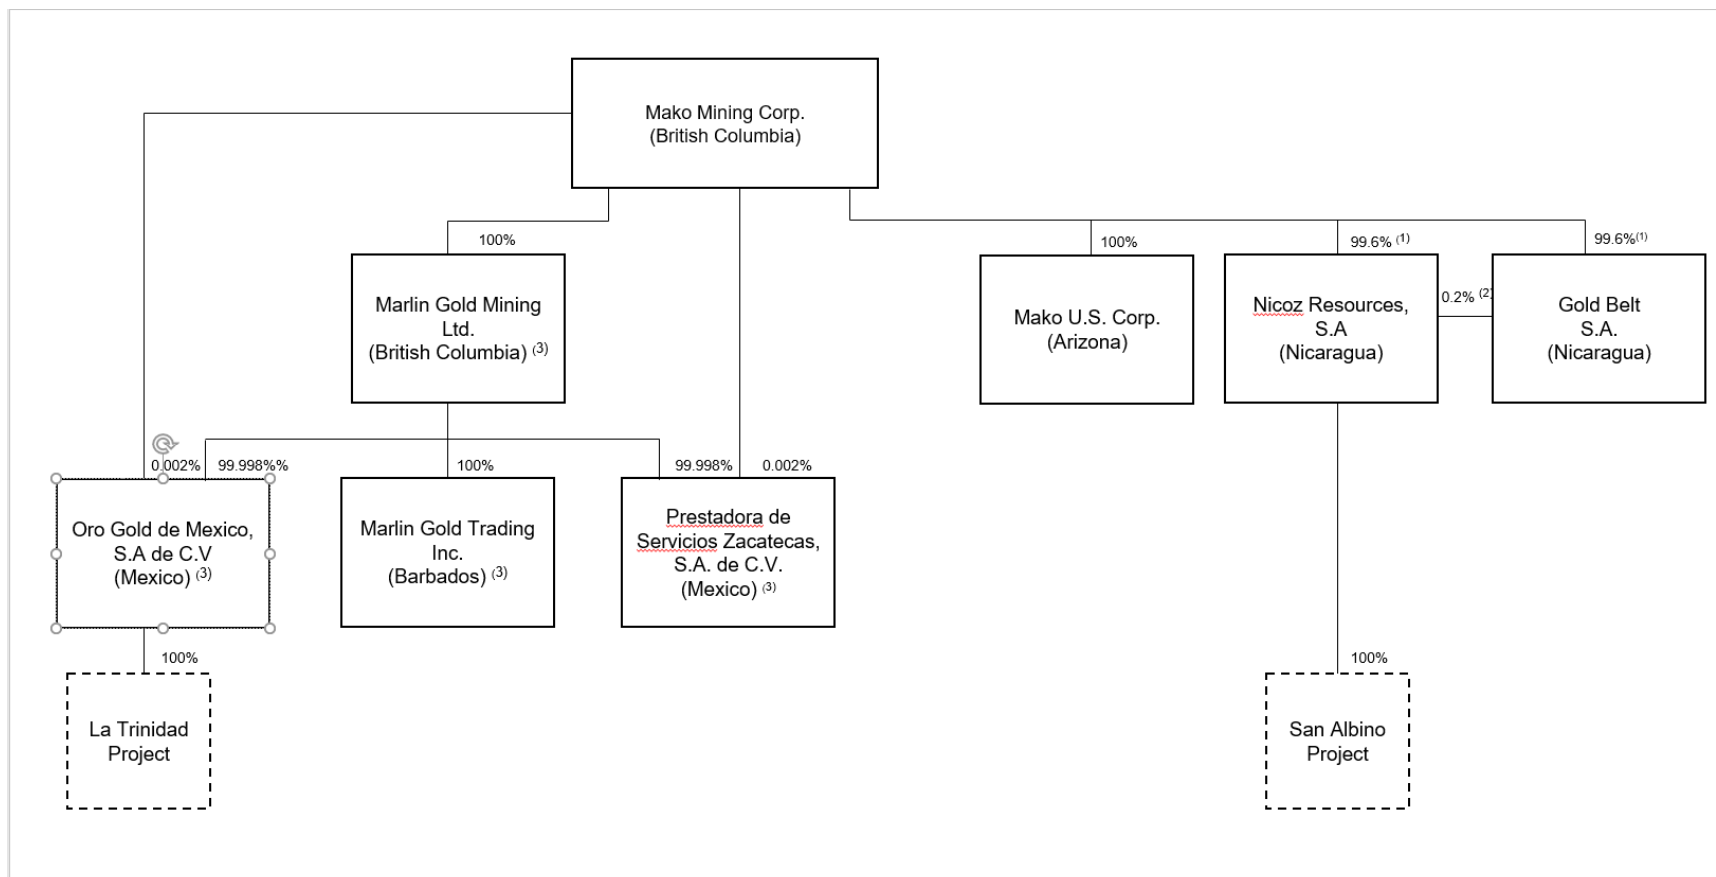 Mako Mining Corp.
(British Columbia)
100%
100%
99.6% (1)
99.6%(1)
Marlin Gold Mining
Ltd.
(British Columbia) (3)
Mako U.S. Corp.
(Arizona)
Nicoz Resources,
S.A
(Nicaragua)
0.2% (2)
Gold Belt
S.A.
(Nicaragua)
0.002%
99.998%%
100%
99.998%
0.002%
Oro Gold de Mexico,
S.A de C.V
(Mexico) (3)
Marlin Gold Trading
Inc.
(Barbados) (3)
Prestadora de
Servicios Zacatecas,
S.A. de C.V.
(Mexico) (3)
100%
100%
La Trinidad
Project
San Albino
Project